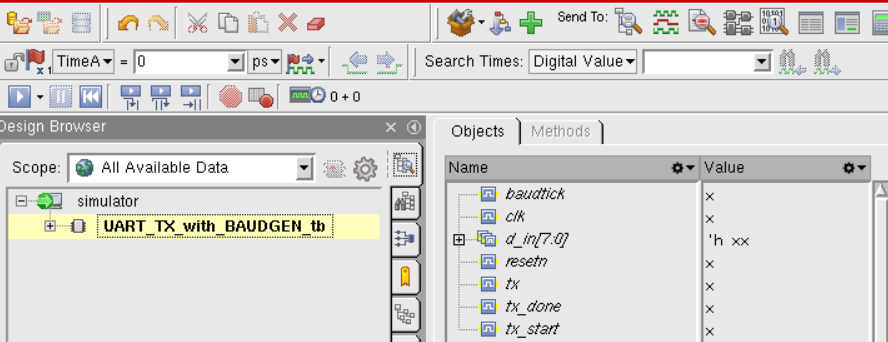 Send To:
TimeA = 0 ps Search Times: Digital Value
0 + 0
Design Browser
Objects Methods
Scope: All Available Data
Name Value
simulator
UART_TX_with_BAUDGEN_tb
baudtick x
clk x
d_in[7:0] 'h xx
resetn x
tx x
tx_done x
tx_start x